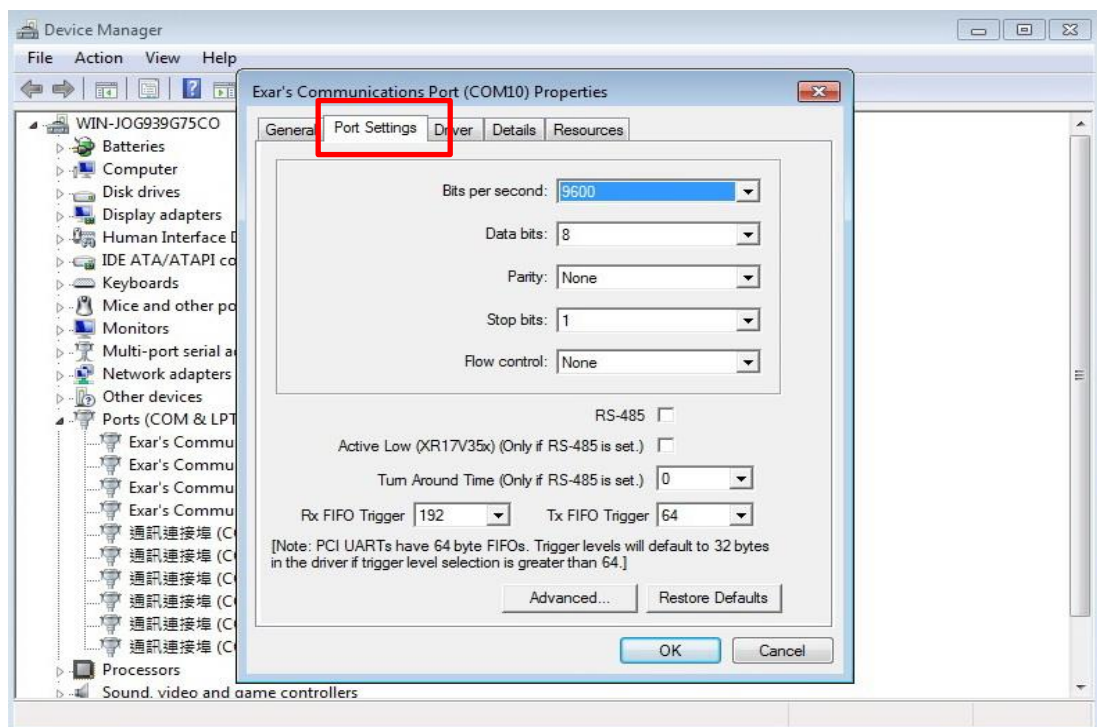 Device Manager
File Action View Help
Exar's Communications Port (COM10) Properties
General Port Settings Driver Details Resources
WIN-JOG939G75CO
Batteries
Computer
Disk drives
Display adapters
Human Interface
IDE ATA/ATAPI co
Keyboards
Mice and other po
Monitors
Multi-port serial a
Network adapters
Other devices
Ports (COM & LPT
Exar's Commu
Exar's Commu
Exar's Commu
Exar's Commu
通訊連接埠 (C
通訊連接埠 (C
通訊連接埠 (C
通訊連接埠 (C
通訊連接埠 (C
通訊連接埠 (C
Processors
Sound, video and game controllers
Bits per second: 9600
Data bits: 8
Parity: None
Stop bits: 1
Flow control: None
RS-485
Active Low (XR17V35x) (Only if RS-485 is set.)
Turn Around Time (Only if RS-485 is set.) 0
Rx FIFO Trigger 192 Tx FIFO Trigger 64
[Note: PCI UARTs have 64 byte FIFOs. Trigger levels will default to 32 bytes
in the driver if trigger level selection is greater than 64.]
Advanced... Restore Defaults
OK Cancel